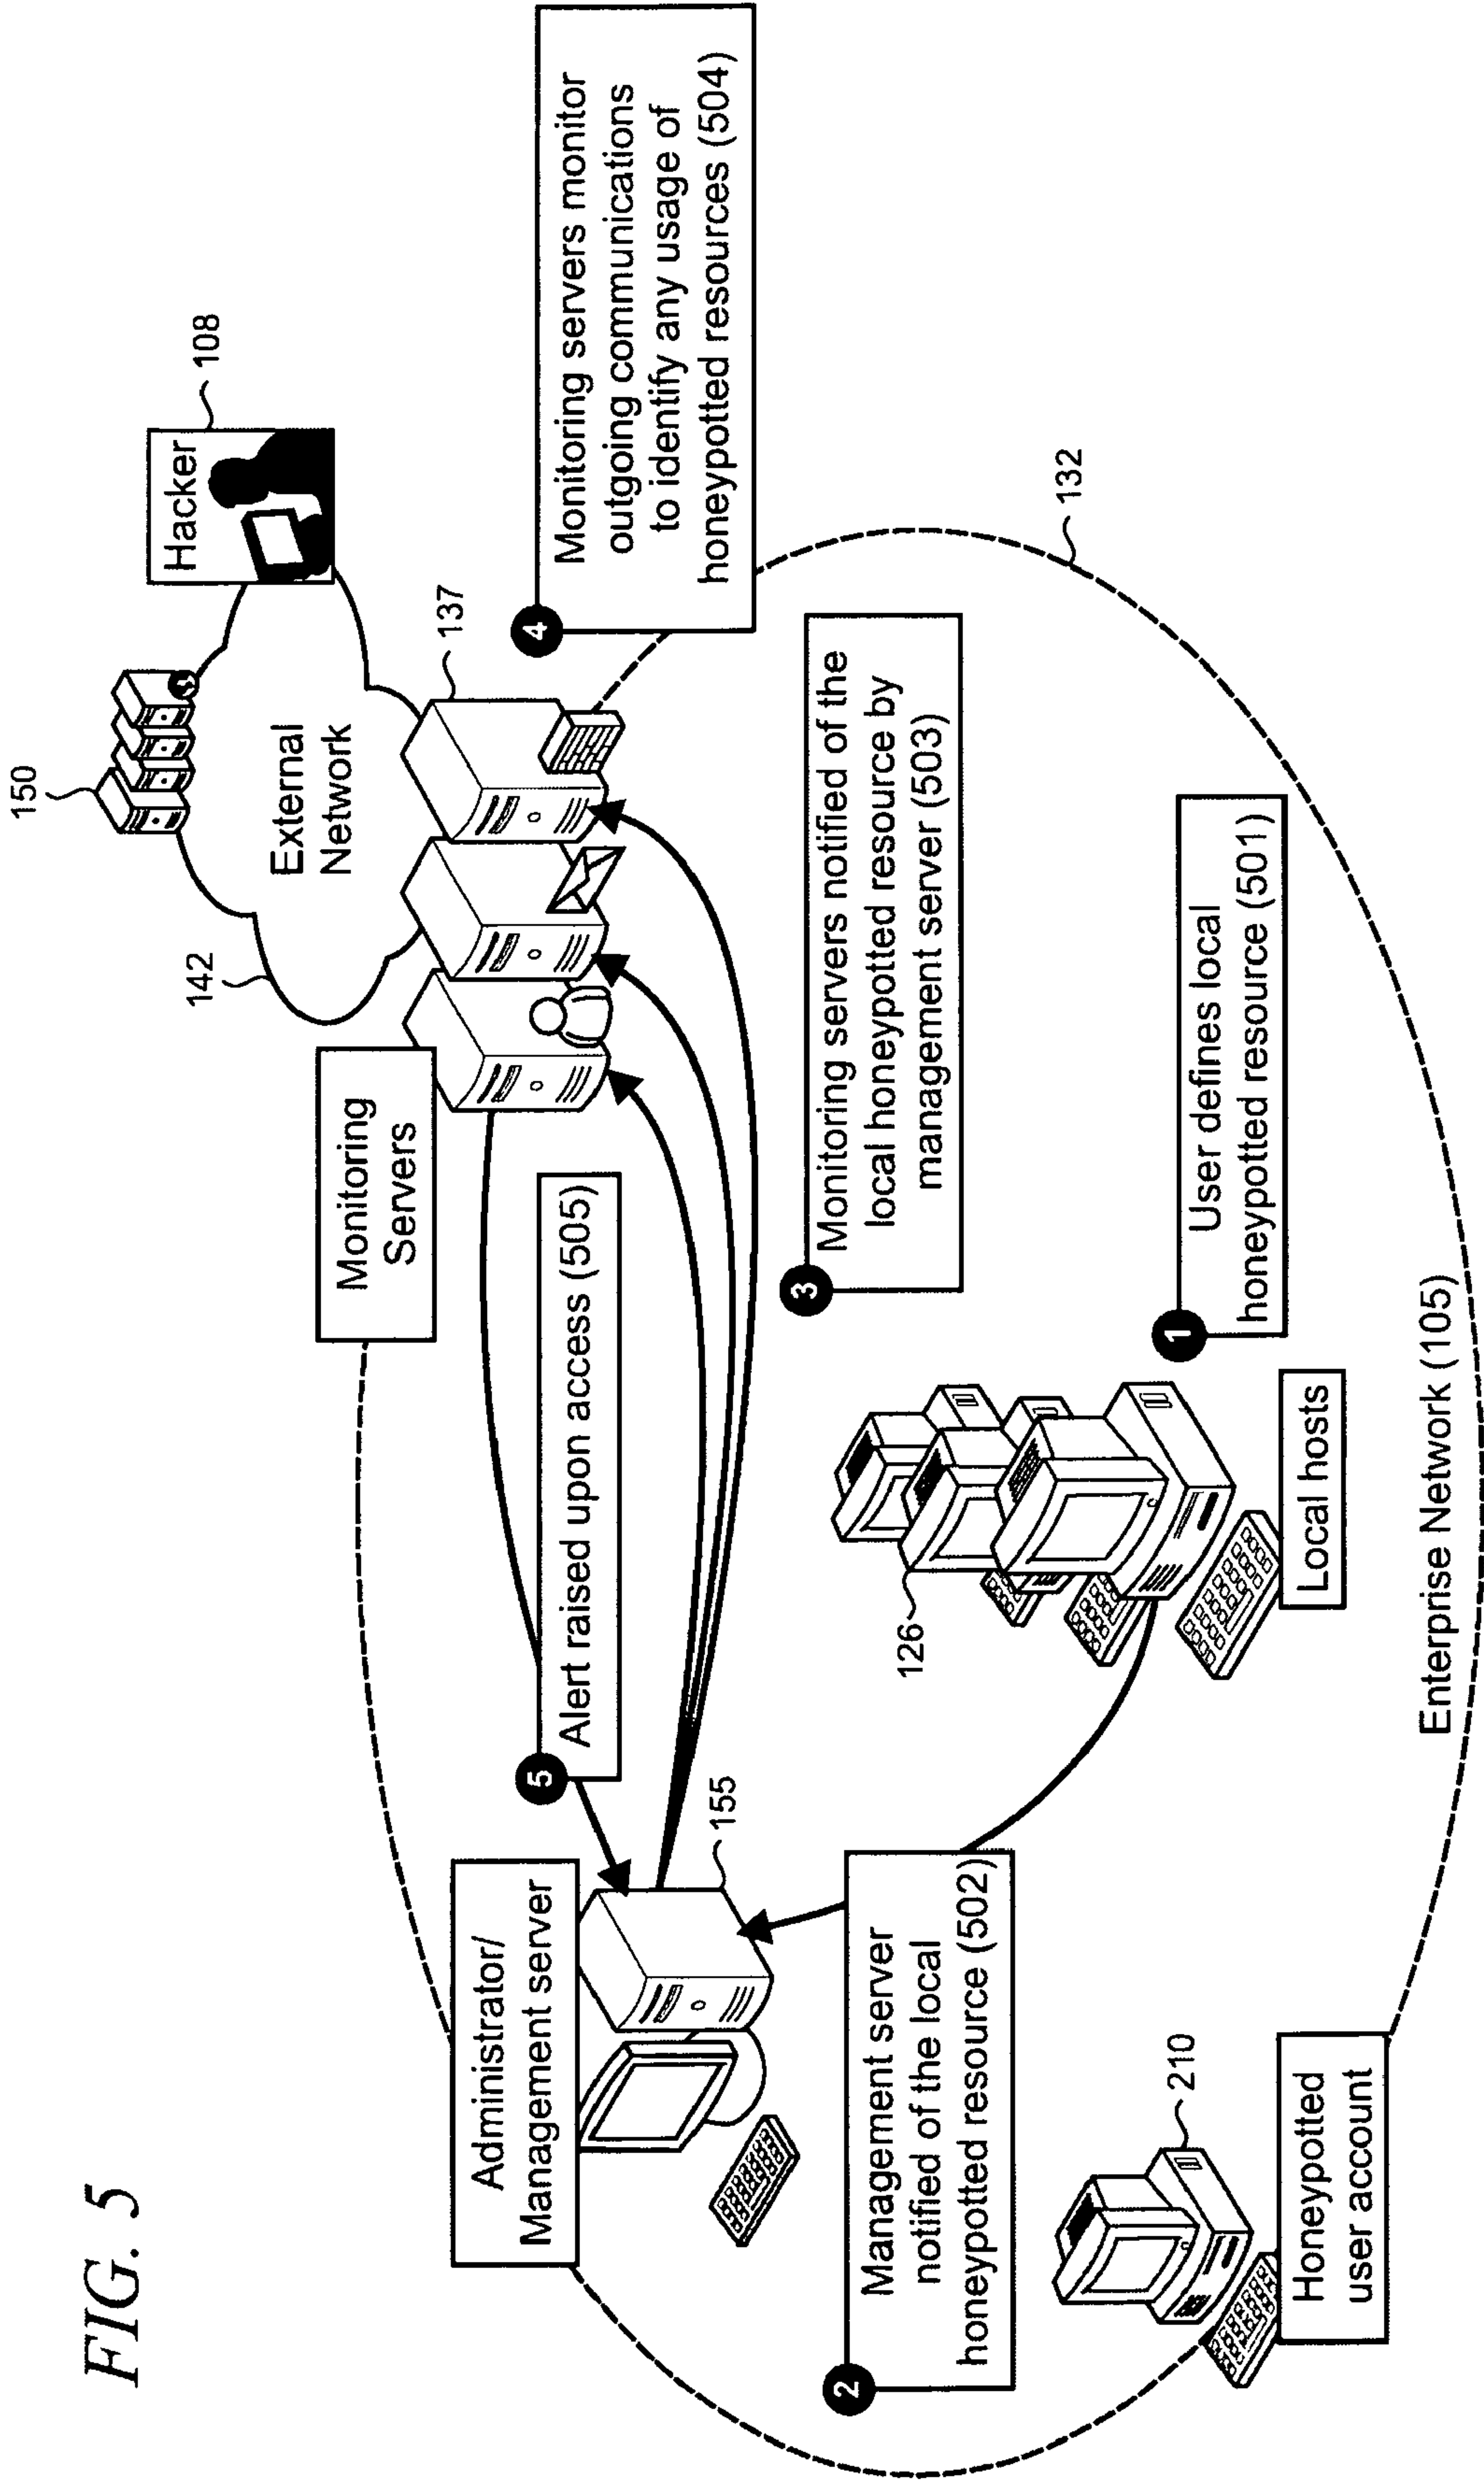 FIG. 5
150
142
External
Network
Hacker
108
137
Monitoring
Servers
Administrator/
Management server
155
5
Alert raised upon access (505)
4
Monitoring servers monitor
outgoing communications
to identify any usage of
honeypotted resources (504)
3
Monitoring servers notified of the
local honeypotted resource by
management server (503)
132
2
Management server
notified of the local
honeypotted resource (502)
126
1
User defines local
honeypotted resource (501)
Local hosts
210
Honeypotted
user account
Enterprise Network (105)